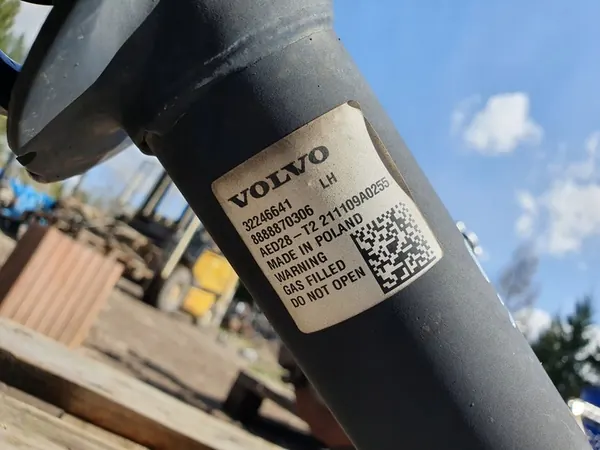 VOLVO
32246641 LH
8888870306
AED28-T2 211109A0255
MADE IN POLAND
WARNING
GAS FILLED
DO NOT OPEN